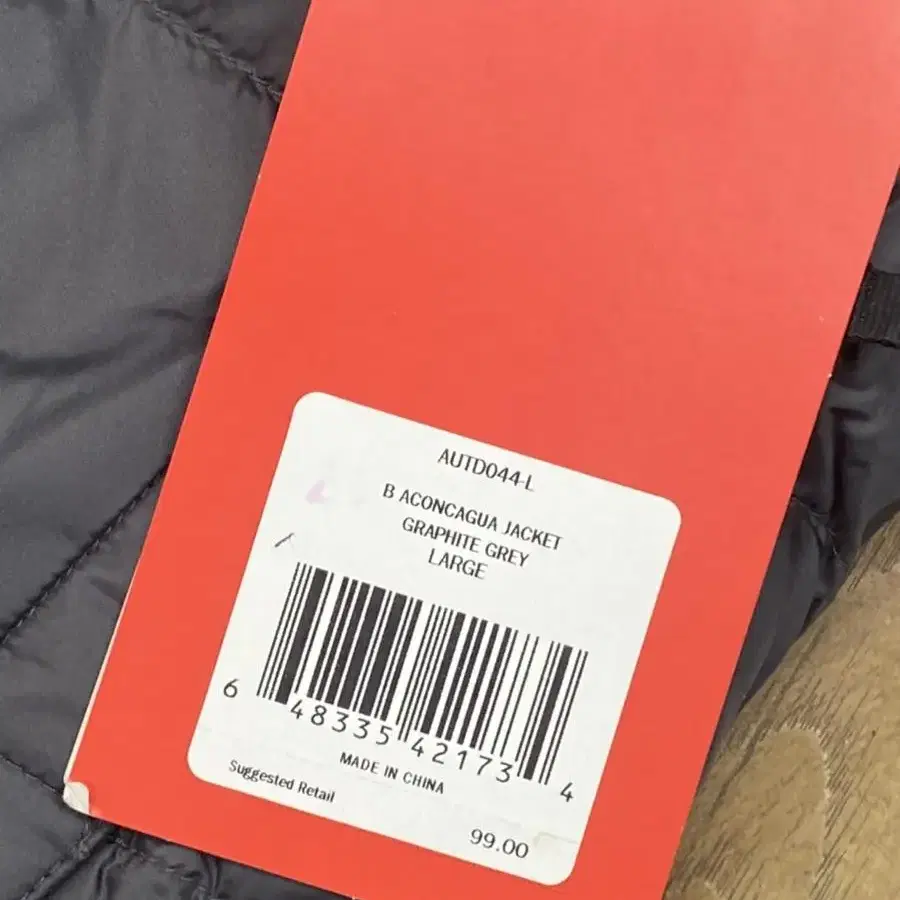 AUTD044-L
B ACONCAGUA JACKET
GRAPHITE GREY
LARGE
6 48335 42173 4
MADE IN CHINA
Suggested Retail
99.00